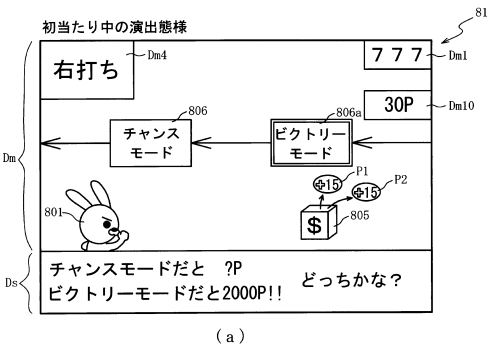 初当たり中の演出態様
81
右打ち
Dm4
777
Dm1
30P
Dm10
806
806a
チャンス
モード
ビクトリー
モード
Dm
P1
P2
+15
+15
801
$
805
Ds
チャンスモードだと ?P
ビクトリーモードだと2000P!!
どっちかな?
(a)